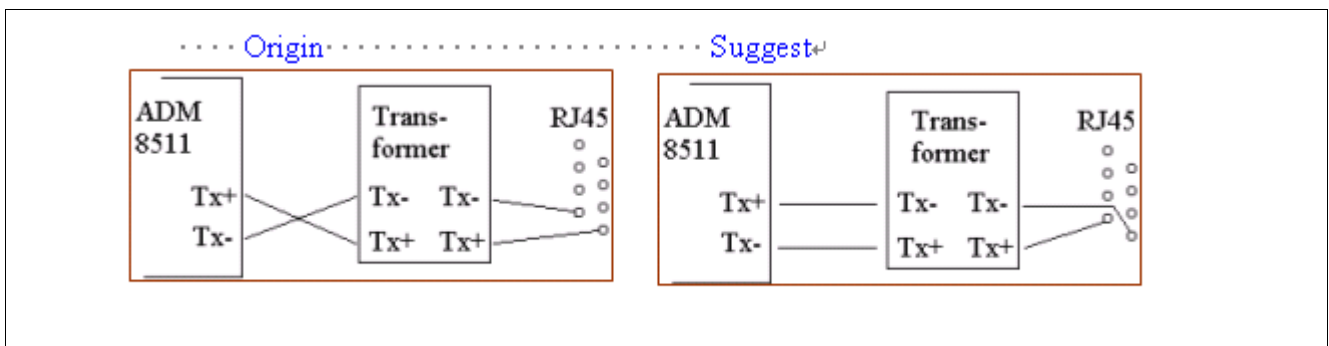 Origin Suggest
ADM
8511
Trans-
former
RJ45
Tx+ Tx- Tx-
Tx- Tx+ Tx+
ADM
8511
Trans-
former
RJ45
Tx+ Tx- Tx-
Tx- Tx+ Tx+